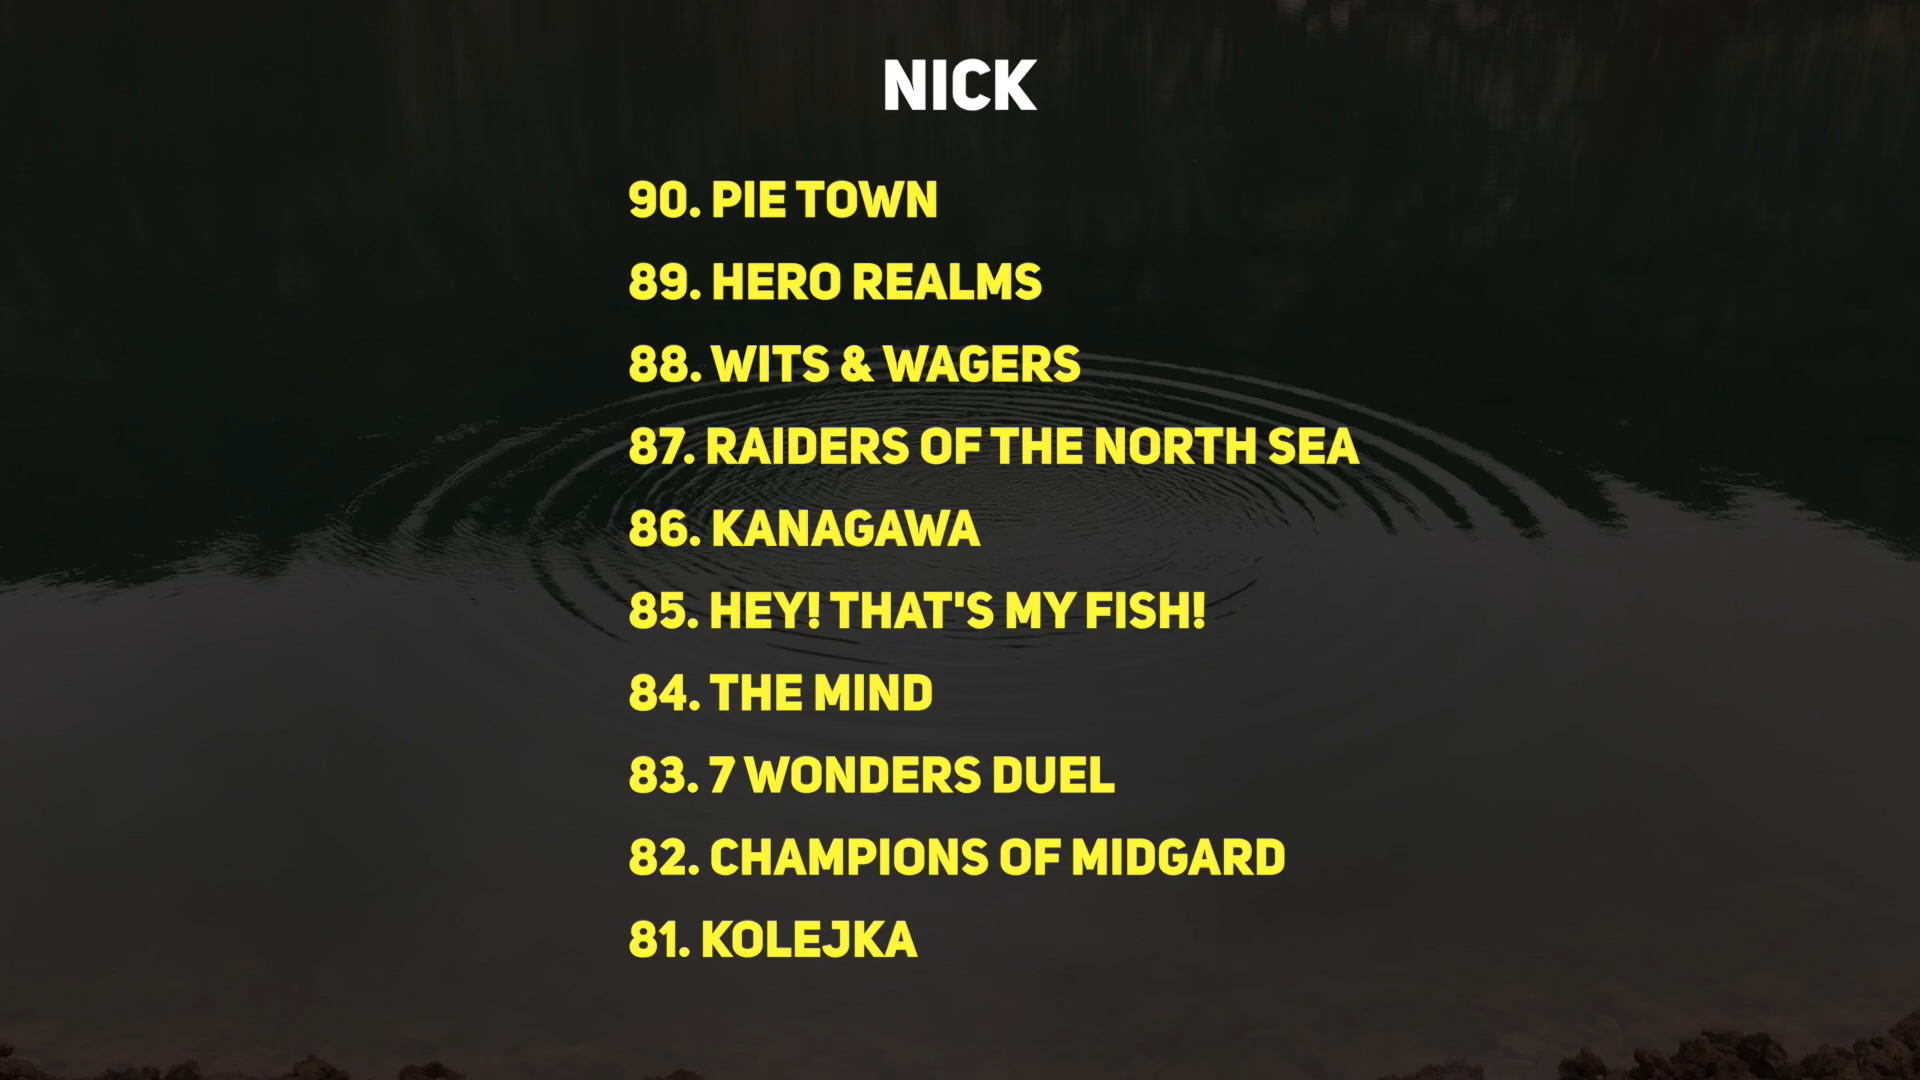 NICK
90. PIE TOWN
89. HERO REALMS
88. WITS & WAGERS
87. RAIDERS OF THE NORTH SEA
86. KANAGAWA
85. HEY! THAT'S MY FISH!
84. THE MIND
83. 7 WONDERS DUEL
82. CHAMPIONS OF MIDGARD
81. KOLEJKA